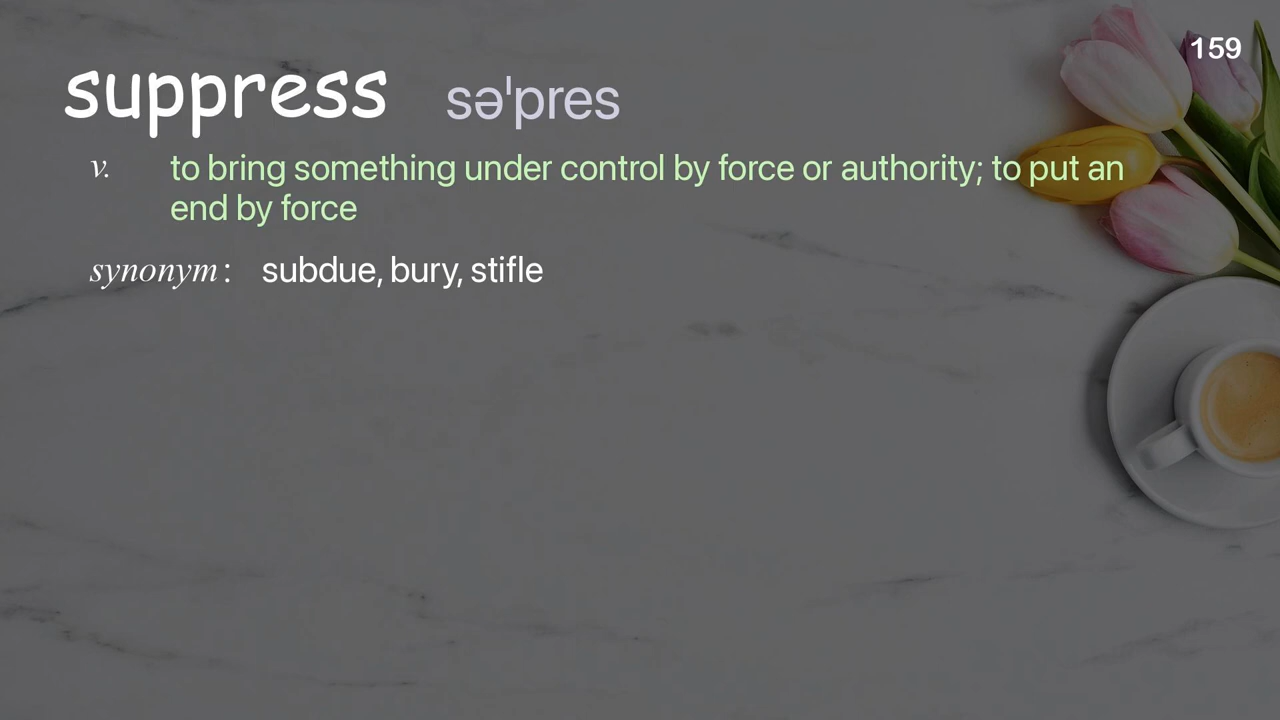 159
suppress səˈpres
v. to bring something under control by force or authority; to put an
end by force
synonym: subdue, bury, stifle